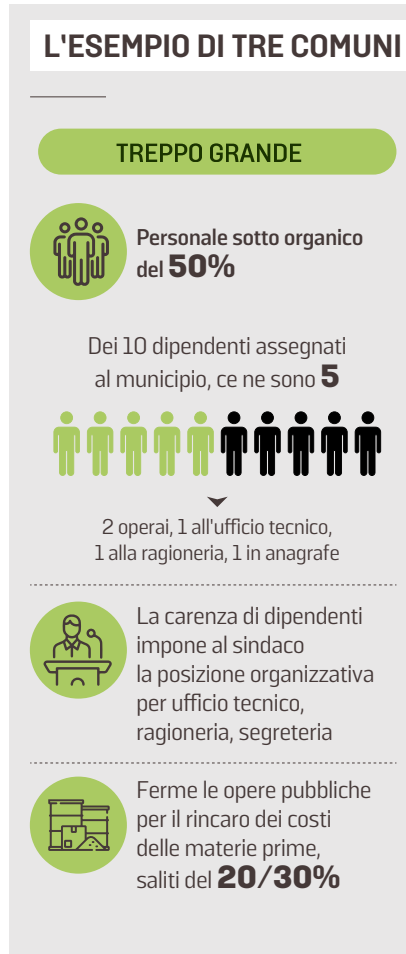 L'ESEMPIO DI TRE COMUNI
TREPPO GRANDE
Personale sotto organico
del 50%
Dei 10 dipendenti assegnati
al municipio, ce ne sono 5
2 operai, 1 all'ufficio tecnico,
1 alla ragioneria, 1 in anagrafe
La carenza di dipendenti
impone al sindaco
la posizione organizzativa
per ufficio tecnico,
ragioneria, segreteria
Ferme le opere pubbliche
per il rincaro dei costi
delle materie prime,
saliti del 20/30%